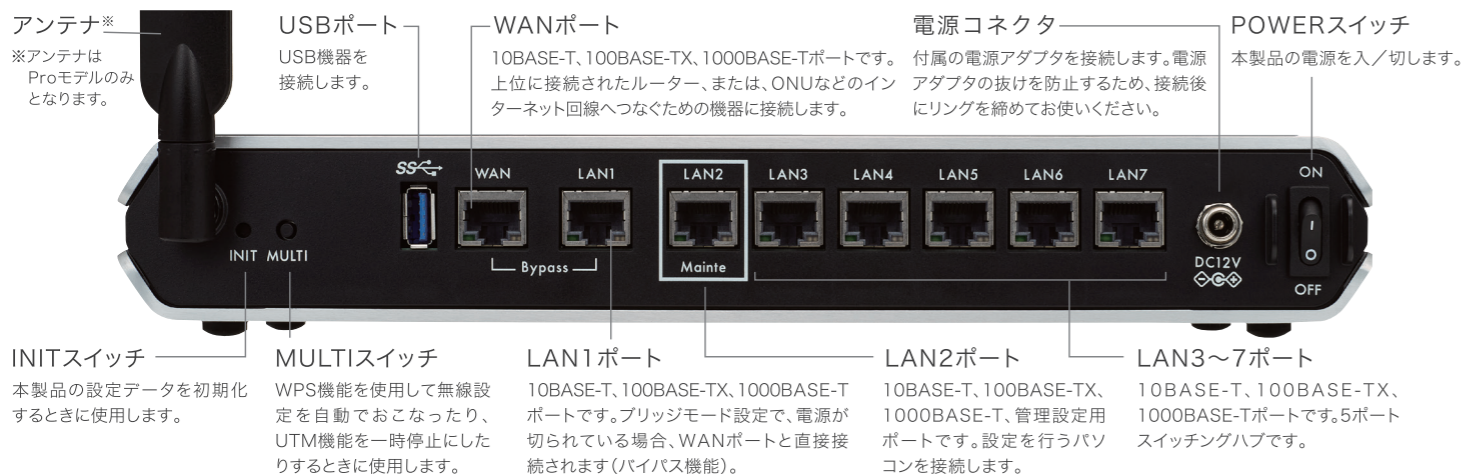 アンテナ※
※アンテナは
Proモデルのみ
となります。
USBポート
USB機器を
接続します。
WANポート
10BASE-T、100BASE-TX、1000BASE-Tポートです。
上位に接続されたルーター、または、ONUなどのイン
ターネット回線へつなぐための機器に接続します。
電源コネクタ
付属の電源アダプタを接続します。電源
アダプタの抜けを防止するため、接続後
にリングを締めてお使いください。
POWERスイッチ
本製品の電源を入／切します。
SS
WAN
LAN1
LAN2
LAN3
LAN4
LAN5
LAN6
LAN7
ON
INIT
MULTI
Bypass
Mainte
DC12V
OFF
INITスイッチ
本製品の設定データを初期化
するときに使用します。
MULTIスイッチ
WPS機能を使用して無線設
定を自動でおこなったり、
UTM機能を一時停止にした
りするときに使用します。
LAN1ポート
10BASE-T、100BASE-TX、1000BASE-T
ポートです。ブリッジモード設定で、電源が
切られている場合、WANポートと直接接
続されます（バイパス機能）。
LAN2ポート
10BASE-T、100BASE-TX、
1000BASE-T、管理設定用
ポートです。設定を行うパソ
コンを接続します。
LAN3～7ポート
10BASE-T、100BASE-TX、
1000BASE-Tポートです。5ポート
スイッチングハブです。